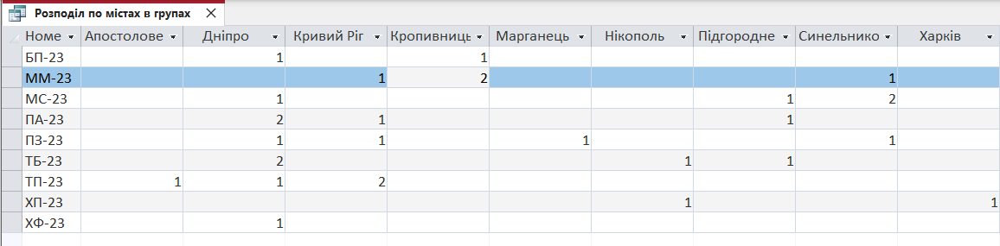 Розподіл по містах в групах
Номе Апостолове Дніпро Кривий Ріг Кропивниць Марганець Нікополь Підгородне Синельнико Харків
БП-23 1 1
ММ-23 1 2 1
МС-23 1 1 2
ПА-23 2 1 1
ПЗ-23 1 1 1 1
ТБ-23 2 1 1
ТП-23 1 1 2
ХП-23 1 1
ХФ-23 1